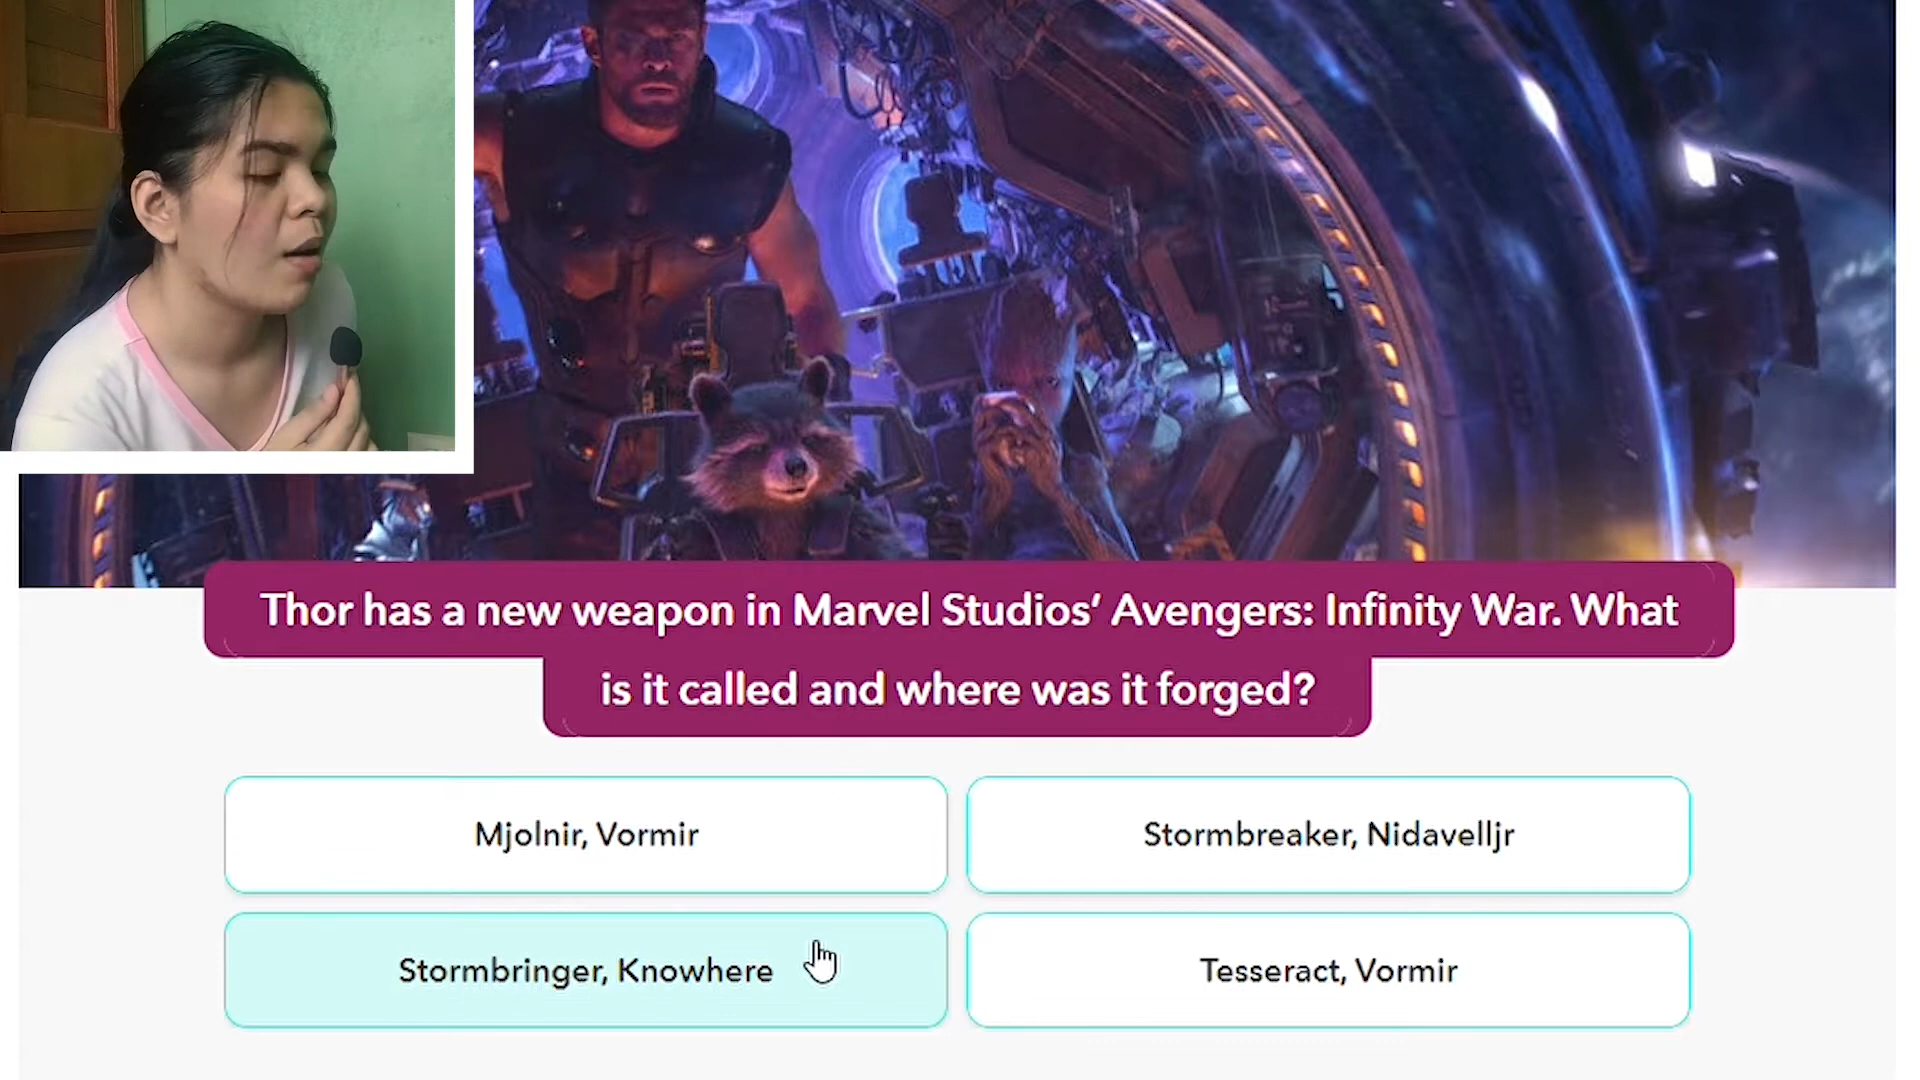 Thor has a new weapon in Marvel Studios’ Avengers: Infinity War. What
is it called and where was it forged?
Mjolnir, Vormir
Stormbreaker, Nidavelljr
Stormbringer, Knowhere
Tesseract, Vormir